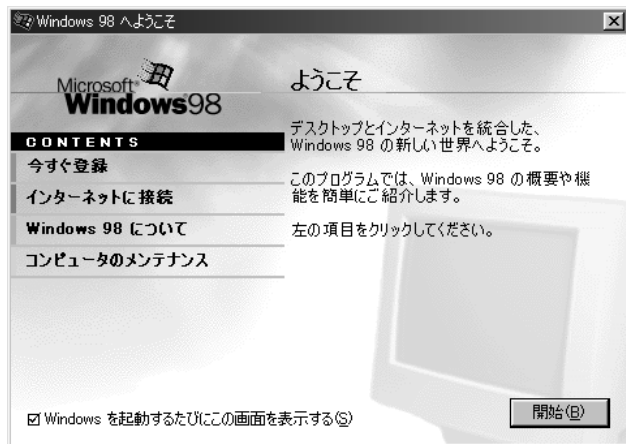 Windows 98 へようこそ
Microsoft
Windows98
CONTENTS
今すぐ登録
インターネットに接続
Windows 98 について
コンピュータのメンテナンス
ようこそ
デスクトップとインターネットを統合した、
Windows 98 の新しい世界へようこそ。
このプログラムでは、Windows 98 の概要や機
能を簡単にご紹介します。
左の項目をクリックしてください。
Windows を起動するたびにこの画面を表示する(S)
開始(B)